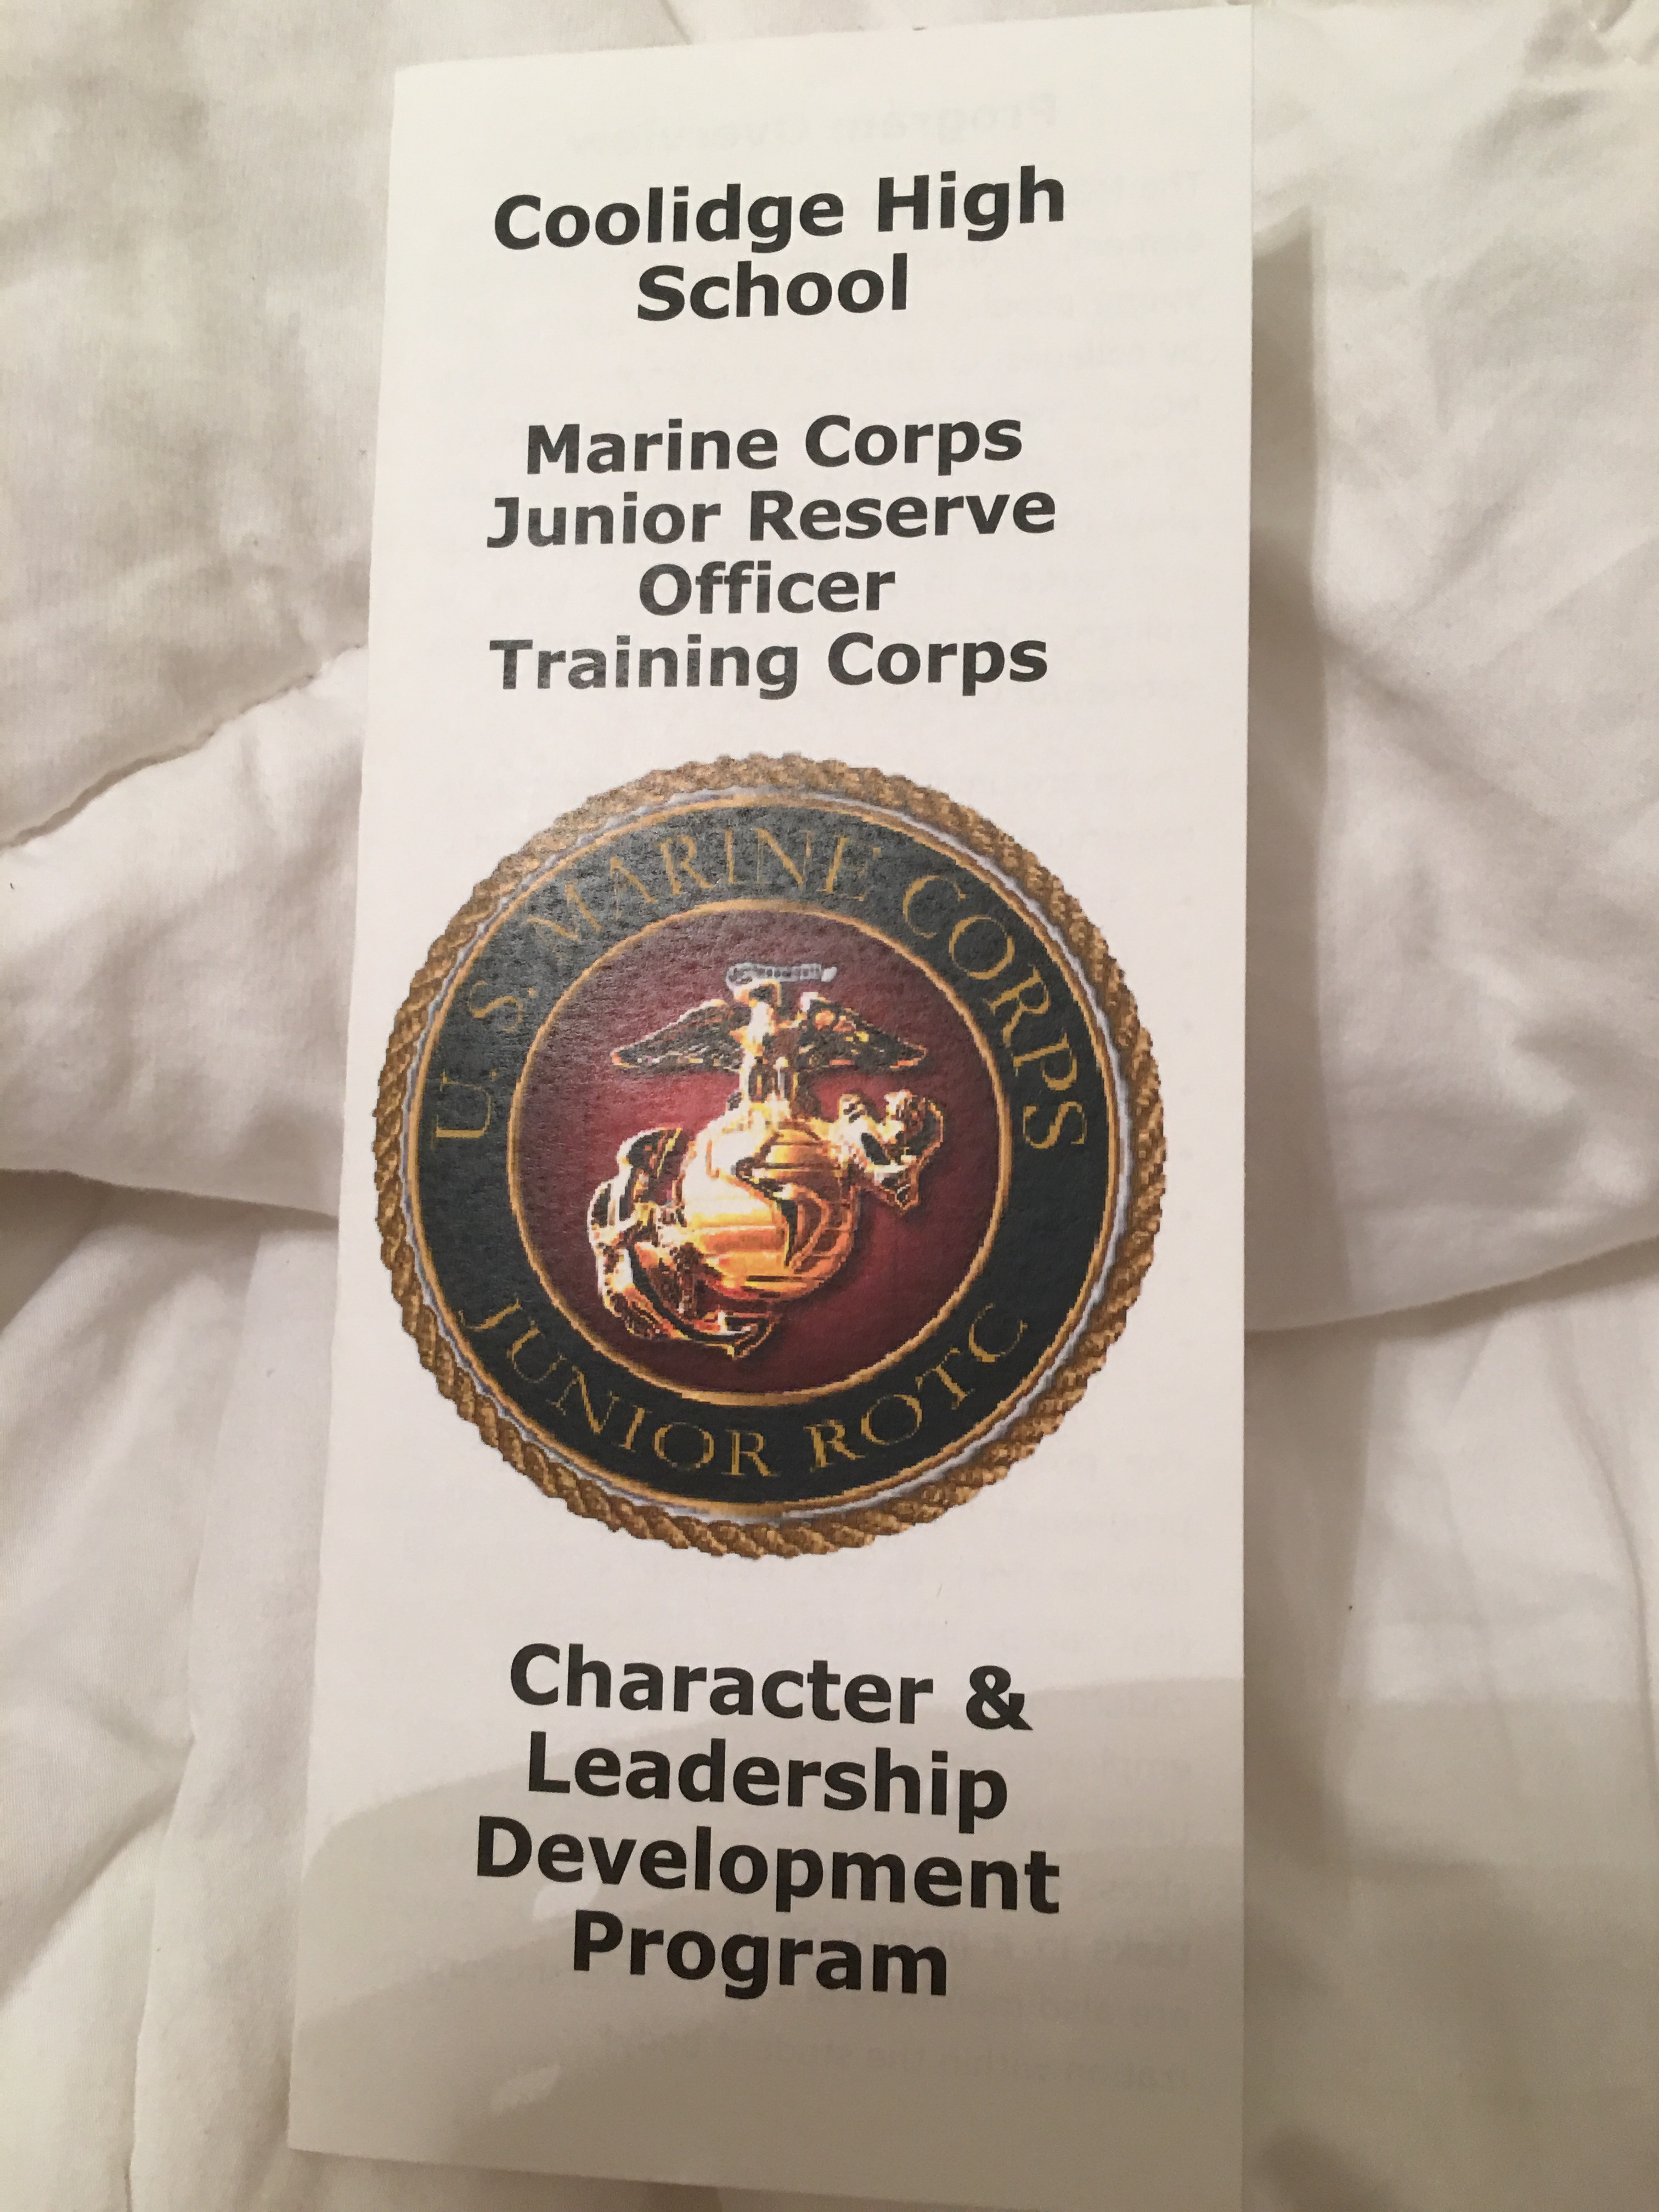 Coolidge High
School
Marine Corps
Junior Reserve
Officer
Training Corps
U.S. MARINE CORPS
JUNIOR ROTC
Character &
Leadership
Development
Program